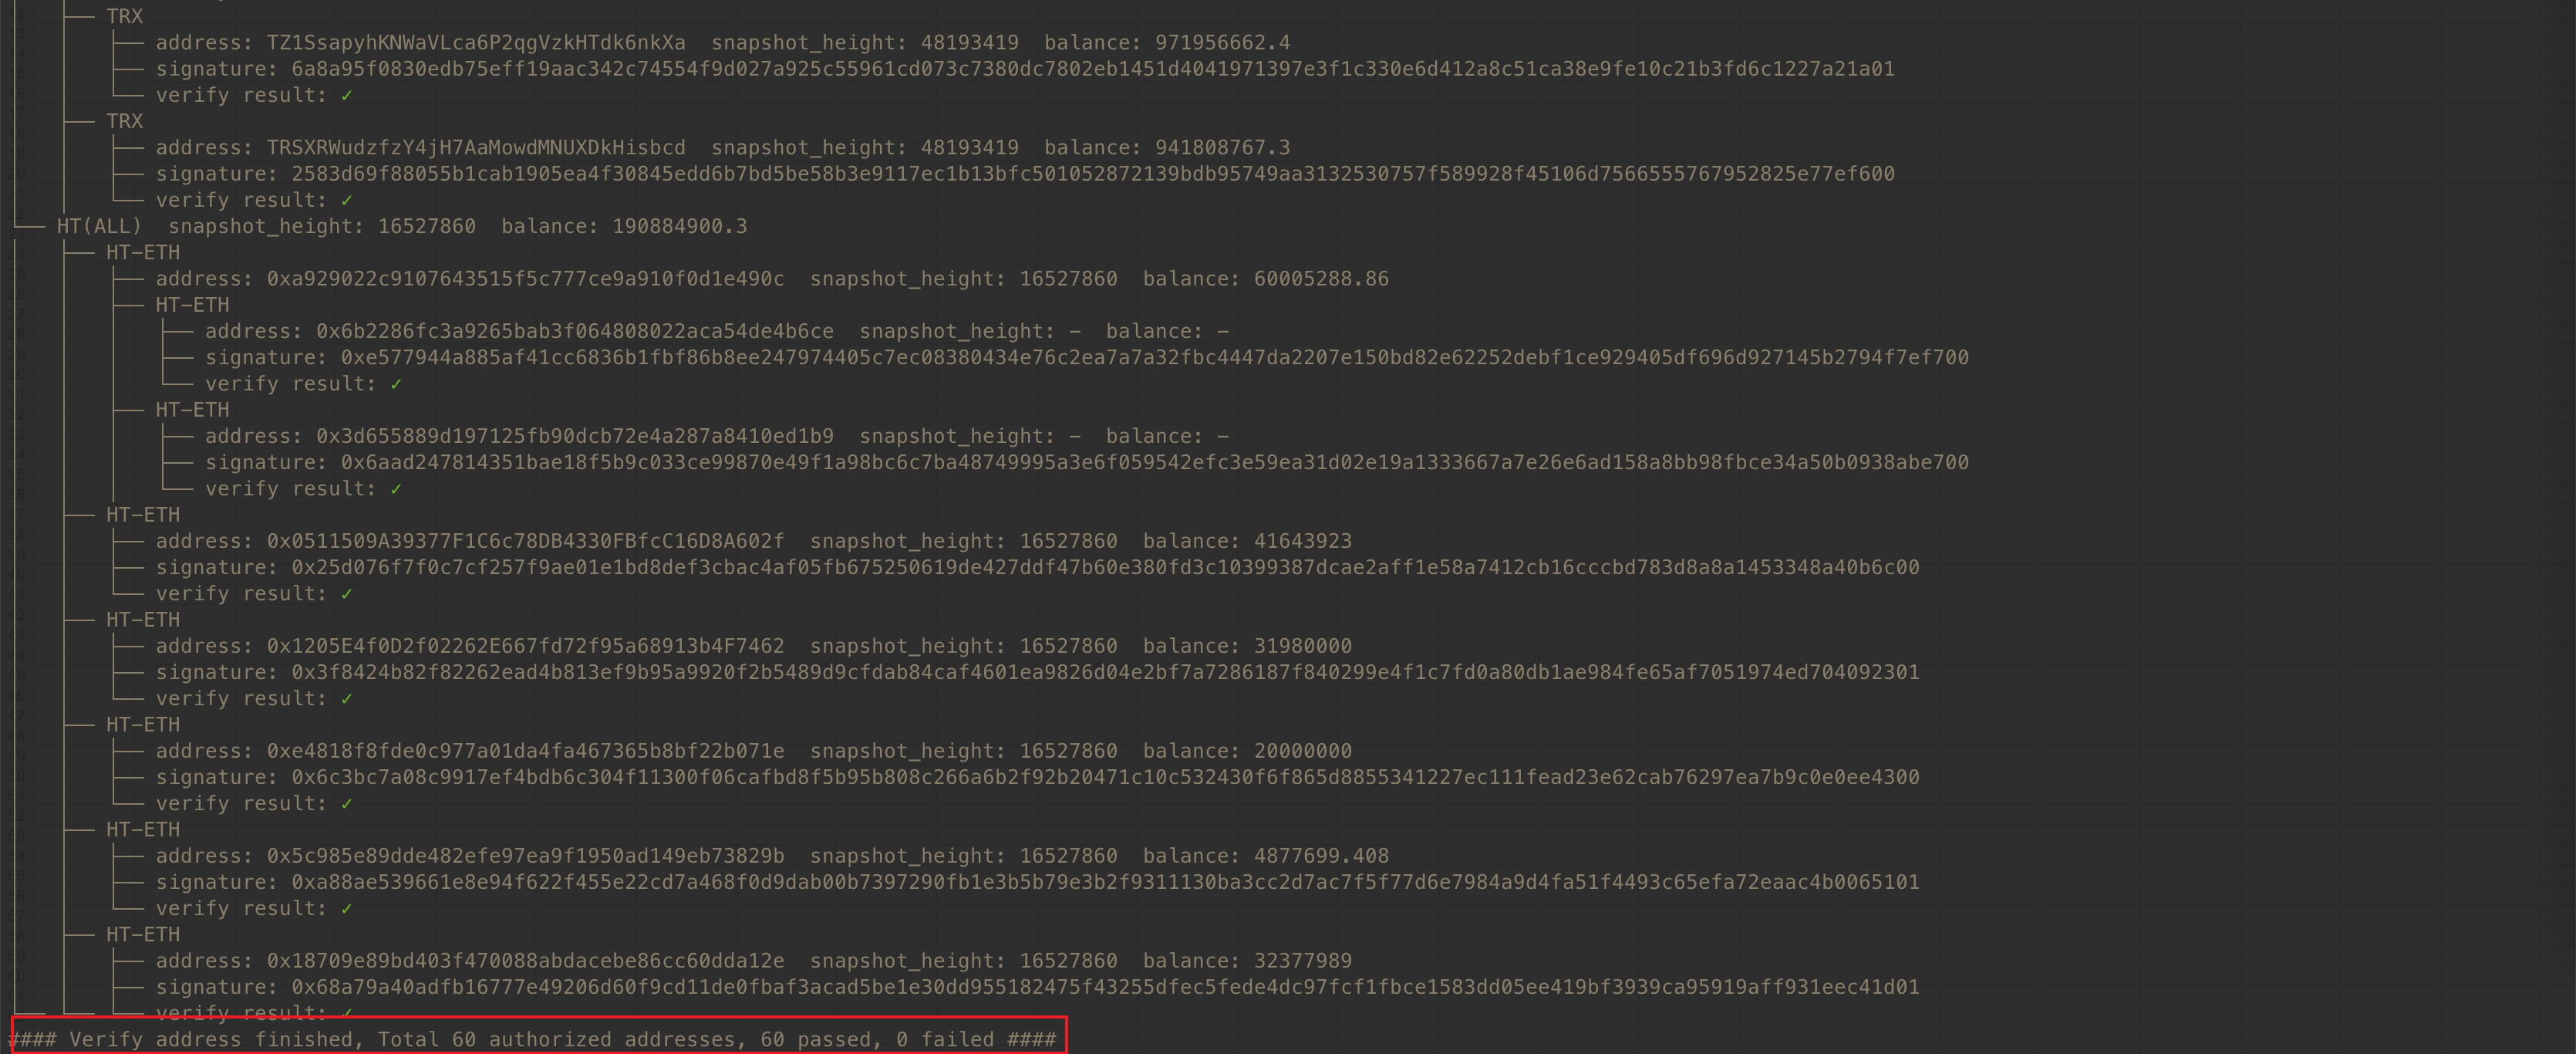 TRX
address: TZ1SsapyhKNWaVLca6P2qgVzkHTdk6nkXa snapshot_height: 48193419 balance: 971956662.4
signature: 6a8a95f0830edb75eff19aac342c74554f9d027a925c55961cd073c7380dc7802eb1451d4041971397e3f1c330e6d412a8c51ca38e9fe10c21b3fd6c1227a21a01
verify result: ✓
TRX
address: TRSXRWudzfzY4jH7AaMowdMNUXDkHisbcd snapshot_height: 48193419 balance: 941808767.3
signature: 2583d69f88055b1cab1905ea4f30845edd6b7bd5be58b3e9117ec1b13bfc501052872139bdb95749aa3132530757f589928f45106d7566555767952825e77ef600
verify result: ✓
HT(ALL) snapshot_height: 16527860 balance: 190884900.3
HT-ETH
address: 0xa929022c9107643515f5c777ce9a910f0d1e490c snapshot_height: 16527860 balance: 60005288.86
HT-ETH
address: 0x6b2286fc3a9265bab3f064808022aca54de4b6ce snapshot_height: - balance: -
signature: 0xe577944a885af41cc6836b1fbf86b8ee247974405c7ec08380434e76c2ea7a7a32fbc4447da2207e150bd82e62252debf1ce929405df696d927145b2794f7ef700
verify result: ✓
HT-ETH
address: 0x3d655889d197125fb90dcb72e4a287a8410ed1b9 snapshot_height: - balance: -
signature: 0x6aad247814351bae18f5b9c033ce99870e49f1a98bc6c7ba48749995a3e6f059542efc3e59ea31d02e19a1333667a7e26e6ad158a8bb98fbce34a50b0938abe700
verify result: ✓
HT-ETH
address: 0x0511509A39377F1C6c78DB4330FBfcC16D8A602f snapshot_height: 16527860 balance: 41643923
signature: 0x25d076f7f0c7cf257f9ae01e1bd8def3cbac4af05fb675250619de427ddf47b60e380fd3c10399387dcae2aff1e58a7412cb16cccbd783d8a8a1453348a40b6c00
verify result: ✓
HT-ETH
address: 0x1205E4f0D2f02262E667fd72f95a68913b4F7462 snapshot_height: 16527860 balance: 31980000
signature: 0x3f8424b82f82262ead4b813ef9b95a9920f2b5489d9cfdab84caf4601ea9826d04e2bf7a7286187f840299e4f1c7fd0a80db1ae984fe65af7051974ed704092301
verify result: ✓
HT-ETH
address: 0xe4818f8fde0c977a01da4fa467365b8bf22b071e snapshot_height: 16527860 balance: 20000000
signature: 0x6c3bc7a08c9917ef4bdb6c304f11300f06cafbd8f5b95b808c266a6b2f92b20471c10c532430f6f865d8855341227ec111fead23e62cab76297ea7b9c0e0ee4300
verify result: ✓
HT-ETH
address: 0x5c985e89dde482efe97ea9f1950ad149eb73829b snapshot_height: 16527860 balance: 4877699.408
signature: 0xa88ae539661e8e94f622f455e22cd7a468f0d9dab00b7397290fb1e3b5b79e3b2f9311130ba3cc2d7ac7f5f77d6e7984a9d4fa51f4493c65efa72eaac4b0065101
verify result: ✓
HT-ETH
address: 0x18709e89bd403f470088abdacebe86cc60dda12e snapshot_height: 16527860 balance: 32377989
signature: 0x68a79a40adfb16777e49206d60f9cd11de0fbaf3acad5be1e30dd955182475f43255dfec5fede4dc97fcf1fbce1583dd05ee419bf3939ca95919aff931eec41d01
verify result: ✓
#### Verify address finished, Total 60 authorized addresses, 60 passed, 0 failed ####